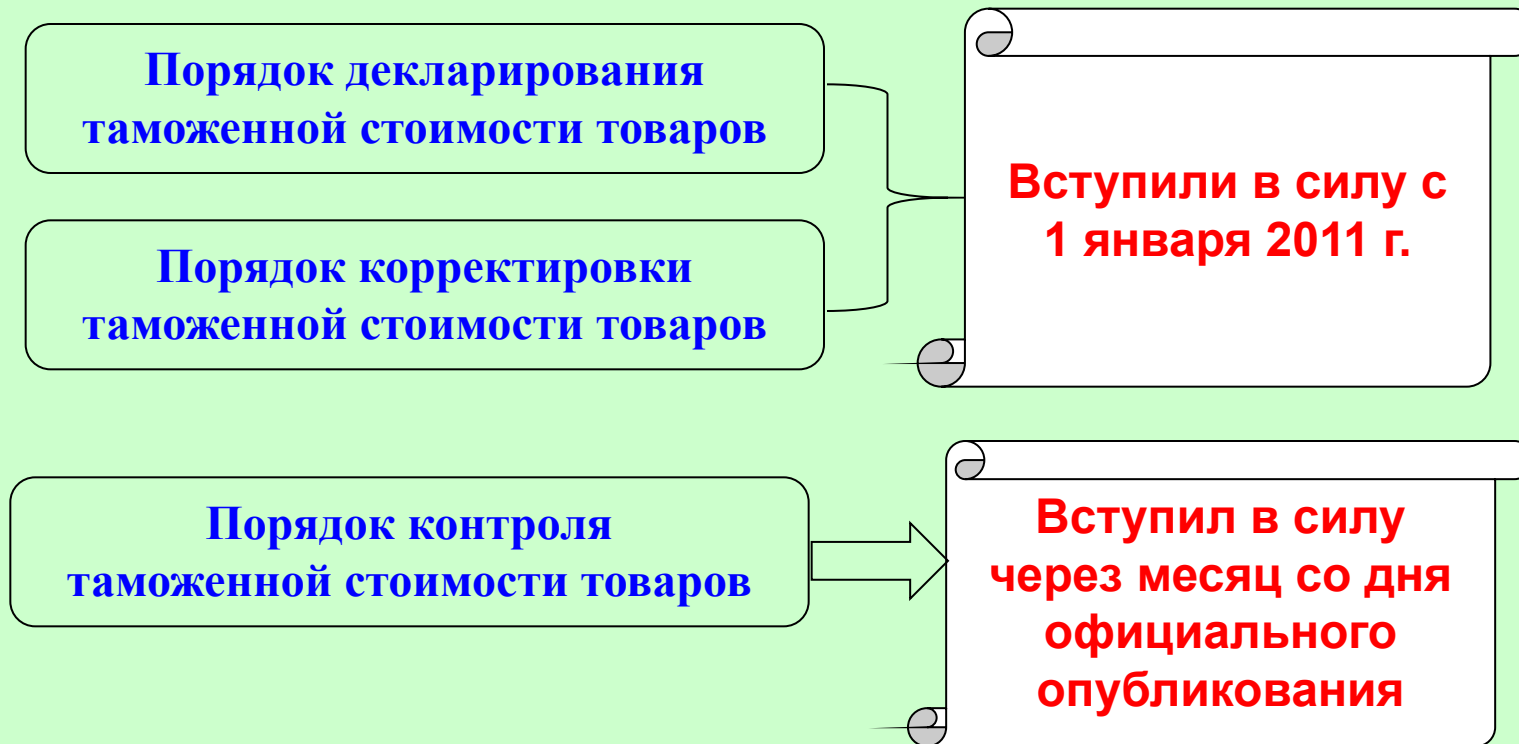 Порядок декларирования
таможенной стоимости товаров
Порядок корректировки
таможенной стоимости товаров
Вступили в силу с
1 января 2011 г.
Порядок контроля
таможенной стоимости товаров
Вступил в силу
через месяц со дня
официального
опубликования